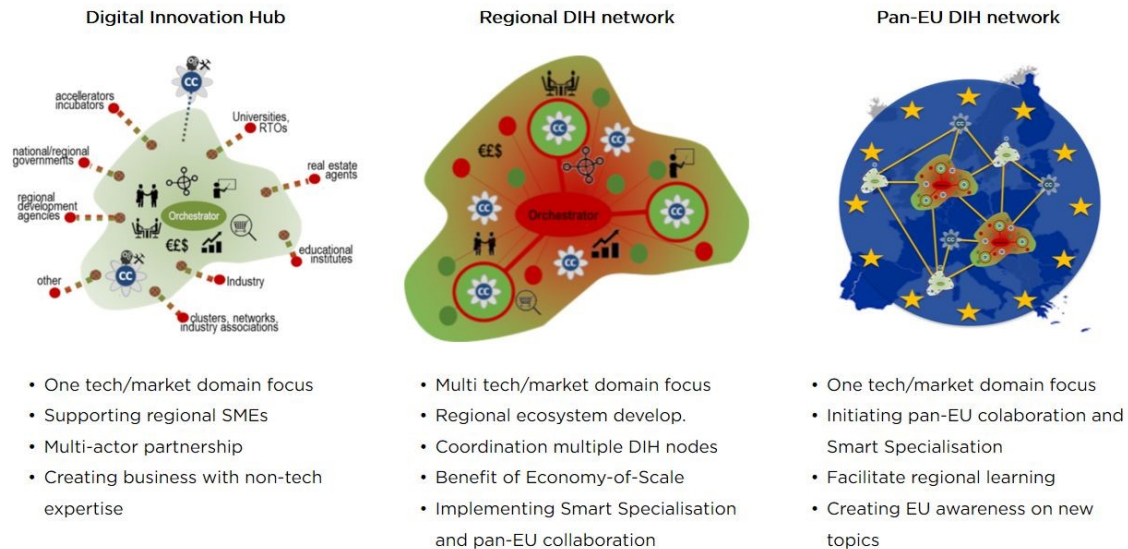 Digital Innovation Hub
CC
accellerators
incubators
Universities,
RTOs
national/regional
governments
real estate
agents
regional
development
agencies
Orchestrator
€£$
educational
institutes
other
CC
Industry
clusters, networks,
industry associations
• One tech/market domain focus
• Supporting regional SMEs
• Multi-actor partnership
• Creating business with non-tech
expertise
Regional DIH network
CC
CC
€£$
CC
CC
Orchestrator
CC
CC
• Multi tech/market domain focus
• Regional ecosystem develop.
• Coordination multiple DIH nodes
• Benefit of Economy-of-Scale
• Implementing Smart Specialisation
and pan-EU collaboration
Pan-EU DIH network
CC
CC
CC
• One tech/market domain focus
• Initiating pan-EU colaboration and
Smart Specialisation
• Facilitate regional learning
• Creating EU awareness on new
topics